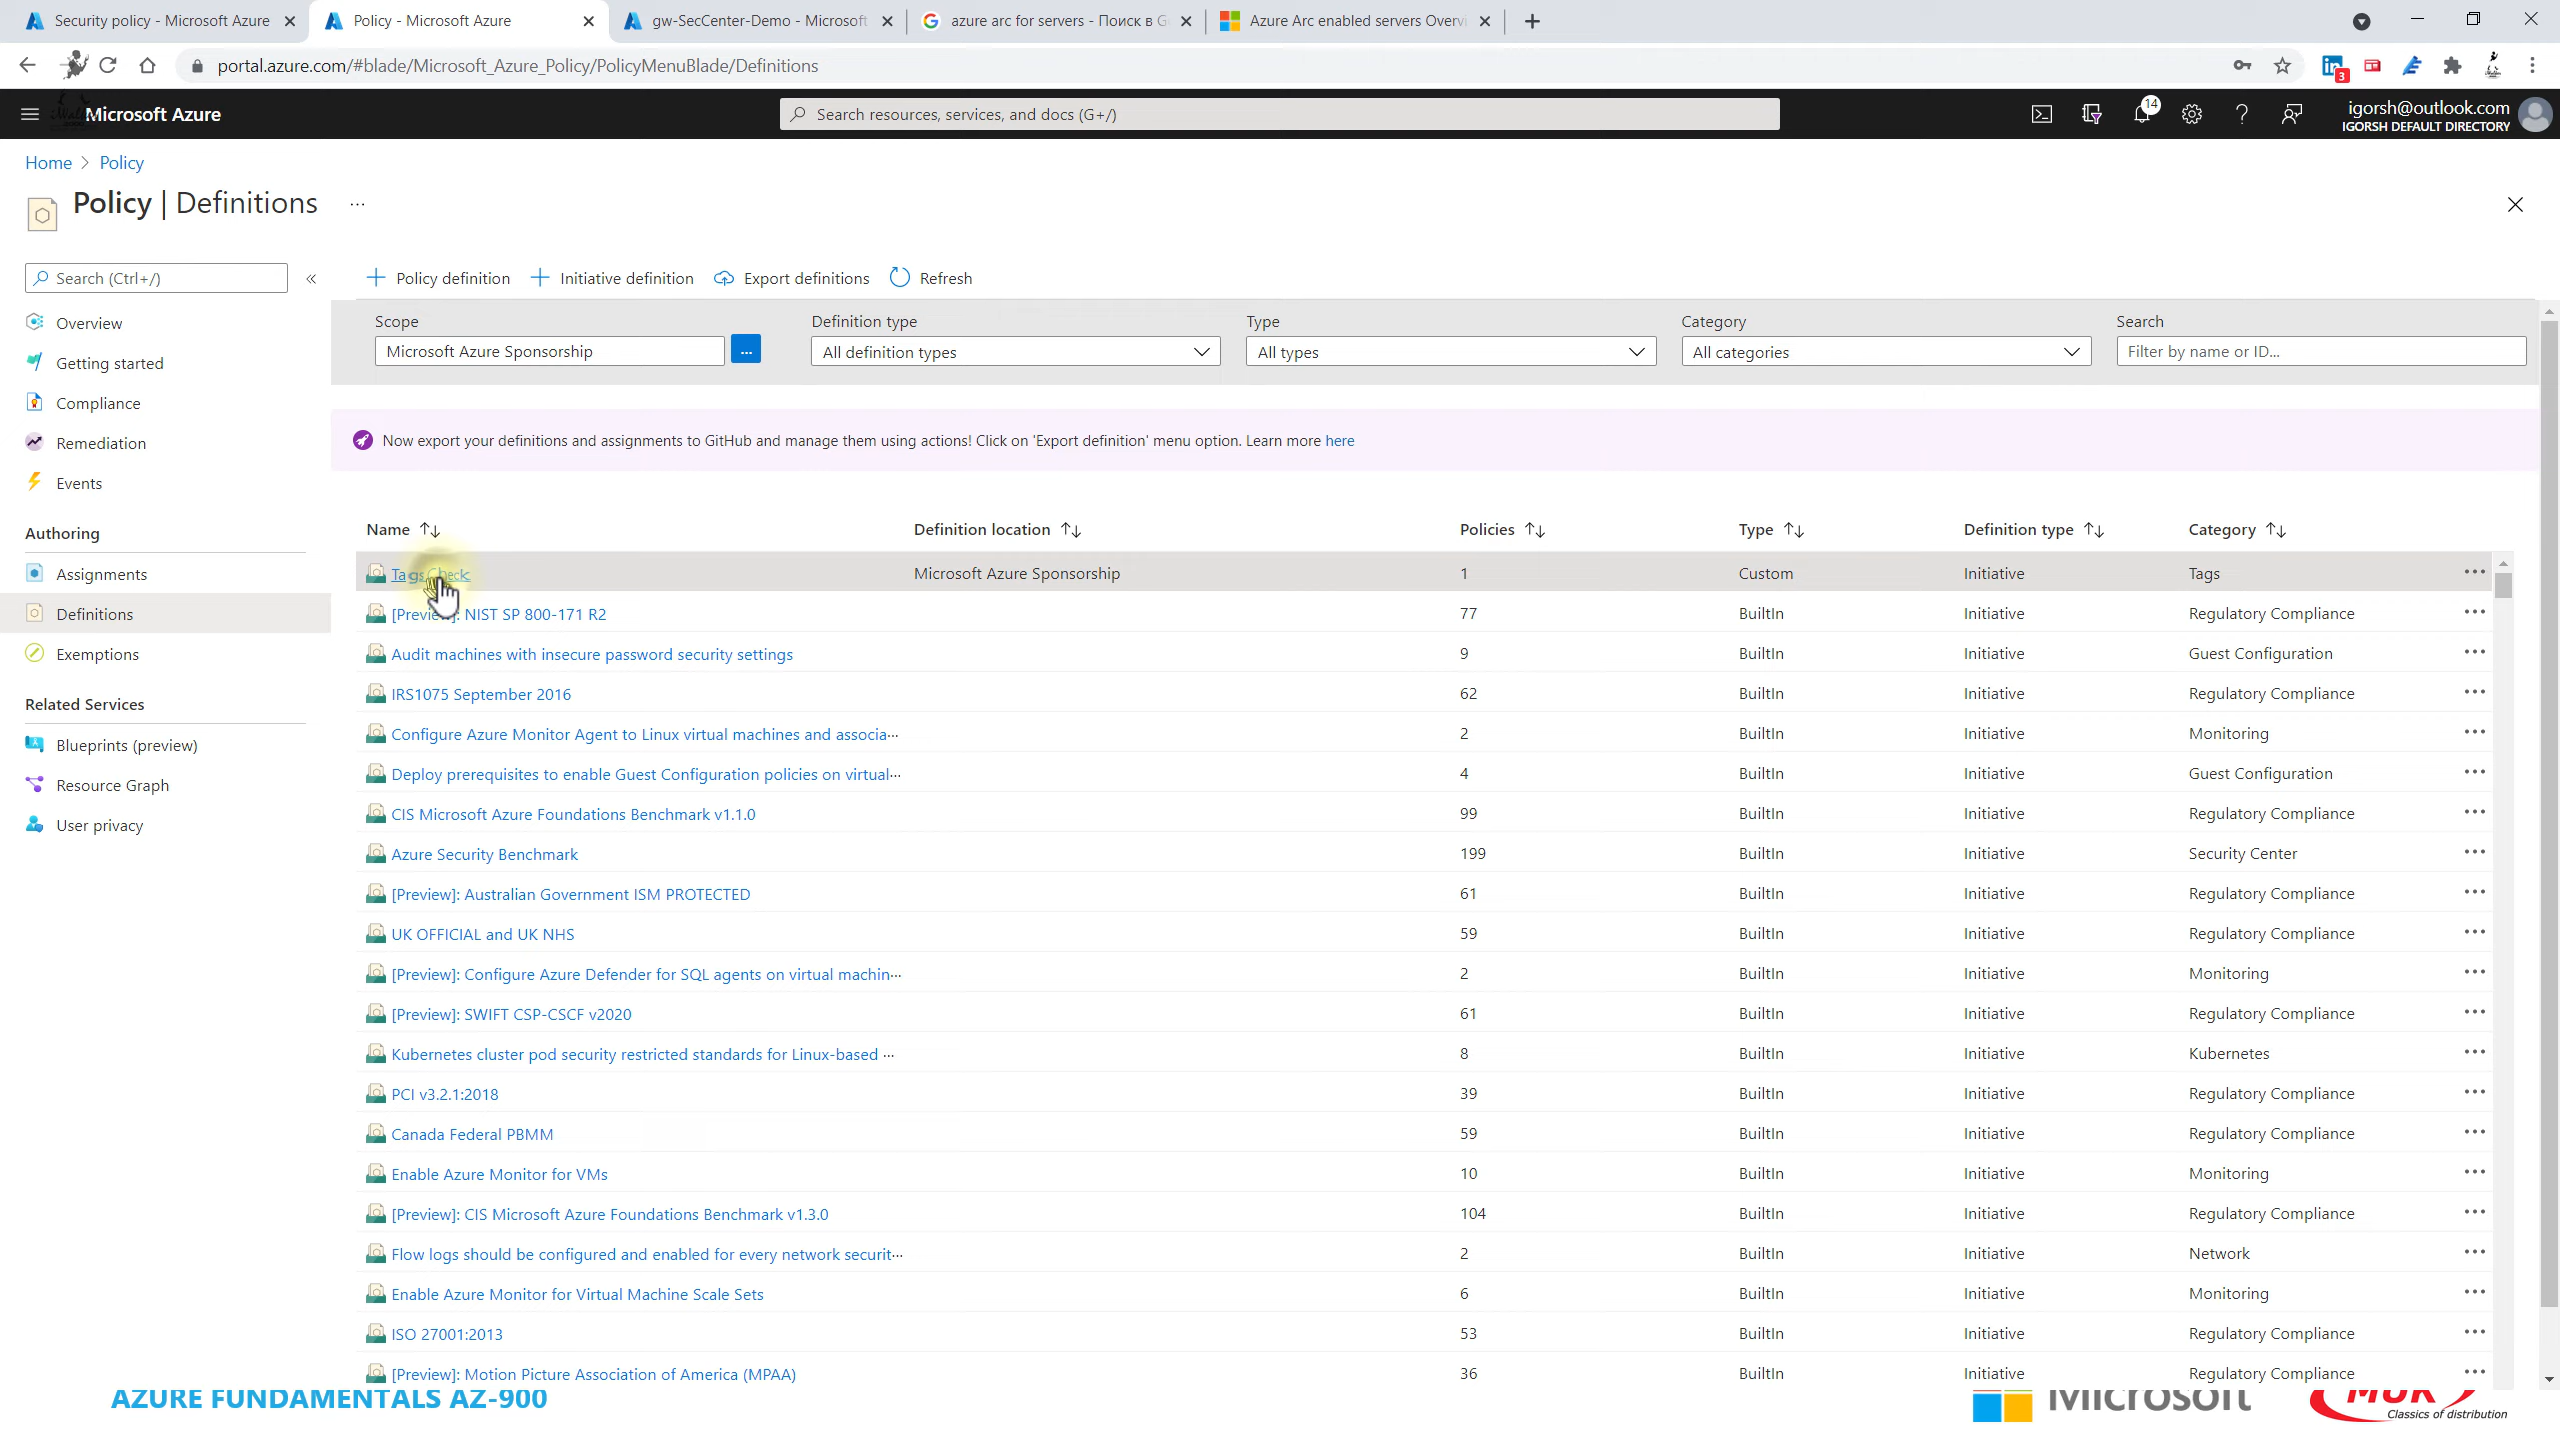 Security policy - Microsoft Azure
Policy - Microsoft Azure
gw-SecCenter-Demo - Microsoft
azure arc for servers - Поиск в G
Azure Arc enabled servers Overvi
portal.azure.com/#blade/Microsoft_Azure_Policy/PolicyMenuBlade/Definitions
3
Microsoft Azure
Search resources, services, and docs (G+/)
14
igorsh@outlook.com
IGORSH DEFAULT DIRECTORY
Home > Policy
Policy | Definitions ...
Search (Ctrl+/)
«
Overview
Getting started
Compliance
Remediation
Events
Authoring
Assignments
Definitions
Exemptions
Related Services
Blueprints (preview)
Resource Graph
User privacy
+ Policy definition + Initiative definition Export definitions Refresh
Scope Definition type Type Category Search
Microsoft Azure Sponsorship ... All definition types All types All categories Filter by name or ID...
Now export your definitions and assignments to GitHub and manage them using actions! Click on 'Export definition' menu option. Learn more here
Name Definition location Policies Type Definition type Category
Tags Check Microsoft Azure Sponsorship 1 Custom Initiative Tags ...
[Preview]: NIST SP 800-171 R2 77 BuiltIn Initiative Regulatory Compliance ...
Audit machines with insecure password security settings 9 BuiltIn Initiative Guest Configuration ...
IRS1075 September 2016 62 BuiltIn Initiative Regulatory Compliance ...
Configure Azure Monitor Agent to Linux virtual machines and associa... 2 BuiltIn Initiative Monitoring ...
Deploy prerequisites to enable Guest Configuration policies on virtual... 4 BuiltIn Initiative Guest Configuration ...
CIS Microsoft Azure Foundations Benchmark v1.1.0 99 BuiltIn Initiative Regulatory Compliance ...
Azure Security Benchmark 199 BuiltIn Initiative Security Center ...
[Preview]: Australian Government ISM PROTECTED 61 BuiltIn Initiative Regulatory Compliance ...
UK OFFICIAL and UK NHS 59 BuiltIn Initiative Regulatory Compliance ...
[Preview]: Configure Azure Defender for SQL agents on virtual machin... 2 BuiltIn Initiative Monitoring ...
[Preview]: SWIFT CSP-CSCF v2020 61 BuiltIn Initiative Regulatory Compliance ...
Kubernetes cluster pod security restricted standards for Linux-based ... 8 BuiltIn Initiative Kubernetes ...
PCI v3.2.1:2018 39 BuiltIn Initiative Regulatory Compliance ...
Canada Federal PBMM 59 BuiltIn Initiative Regulatory Compliance ...
Enable Azure Monitor for VMs 10 BuiltIn Initiative Monitoring ...
[Preview]: CIS Microsoft Azure Foundations Benchmark v1.3.0 104 BuiltIn Initiative Regulatory Compliance ...
Flow logs should be configured and enabled for every network securit... 2 BuiltIn Initiative Network ...
Enable Azure Monitor for Virtual Machine Scale Sets 6 BuiltIn Initiative Monitoring ...
ISO 27001:2013 53 BuiltIn Initiative Regulatory Compliance ...
[Preview]: Motion Picture Association of America (MPAA) 36 BuiltIn Initiative Regulatory Compliance ...
AZURE FUNDAMENTALS AZ-900
Microsoft
MUK
Classics of distribution